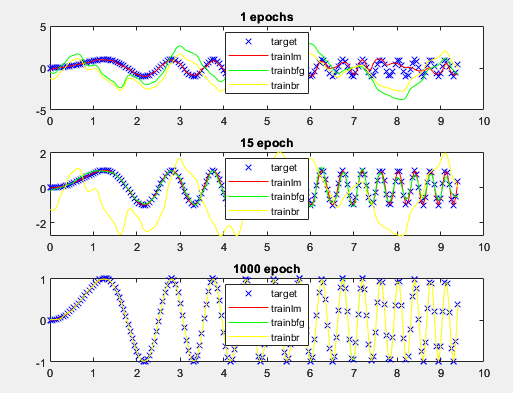 1 epochs
5
0
-5
target
trainlm
trainbfg
trainbr
0 1 2 3 4 5 6 7 8 9 10
15 epoch
2
0
-2
target
trainlm
trainbfg
trainbr
0 1 2 3 4 5 6 7 8 9 10
1000 epoch
1
0
-1
target
trainlm
trainbfg
trainbr
0 1 2 3 4 5 6 7 8 9 10